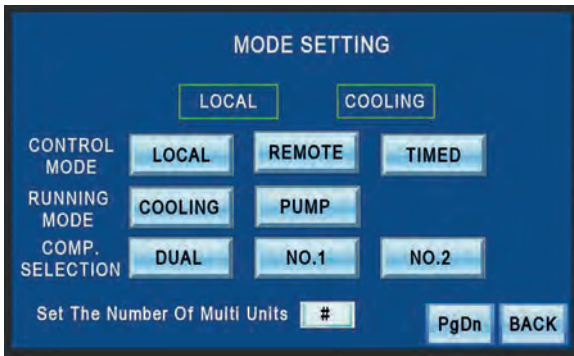 MODE SETTING
LOCAL COOLING
CONTROL MODE LOCAL REMOTE TIMED
RUNNING MODE COOLING PUMP
COMP. SELECTION DUAL NO.1 NO.2
Set The Number Of Multi Units # PgDn BACK